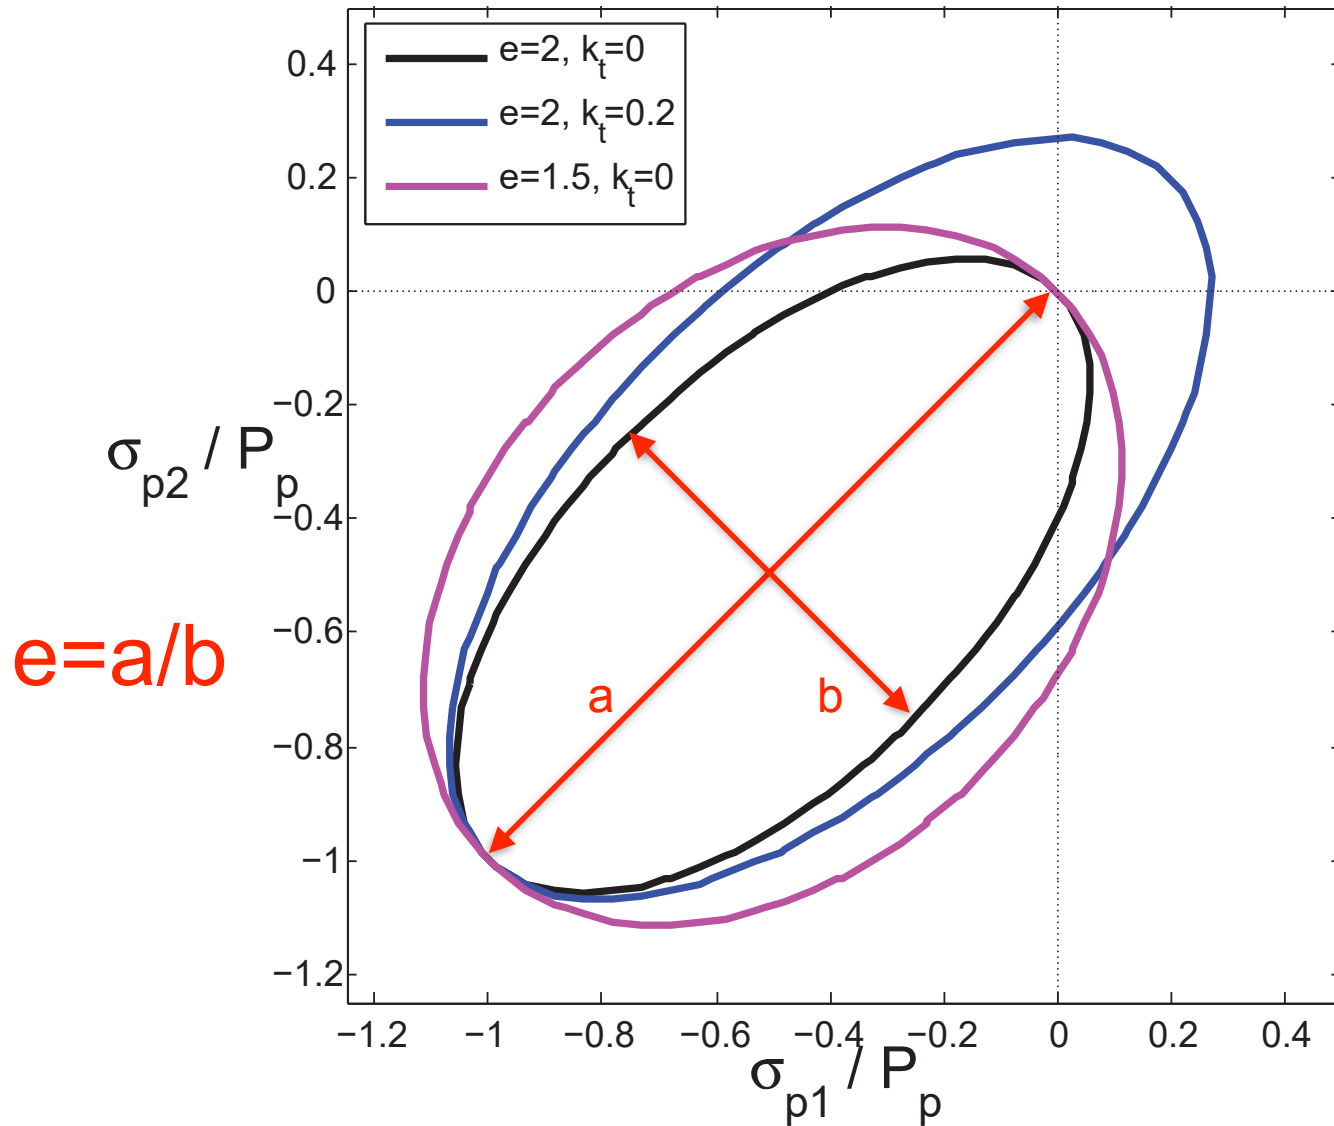 e=2, kt=0
e=2, kt=0.2
e=1.5, kt=0
0.4
0.2
0
−0.2
−0.4
−0.6
−0.8
−1
−1.2
σp2 / Pp
e=a/b
a
b
−1.2 −1 −0.8 −0.6 −0.4 −0.2 0 0.2 0.4
σp1 / Pp